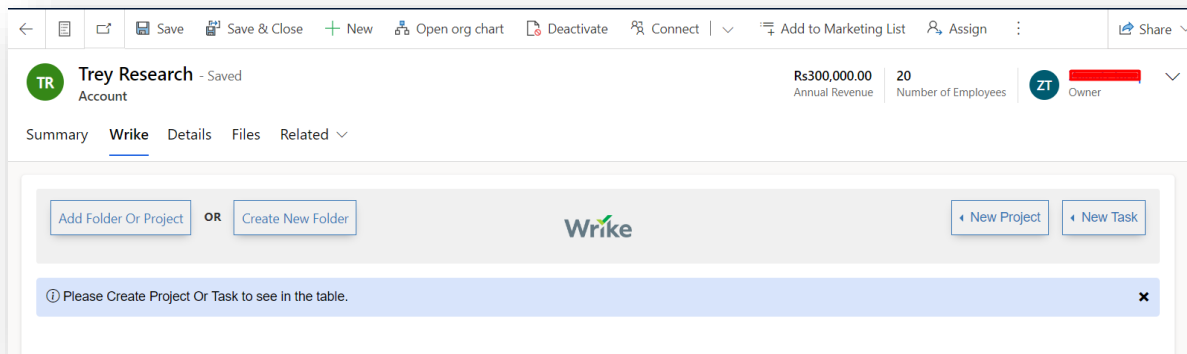 Save Save & Close New Open org chart Deactivate Connect Add to Marketing List Assign Share
TR Trey Research - Saved
Account
Rs300,000.00 20
Annual Revenue Number of Employees ZT Owner
Summary Wrike Details Files Related
Add Folder Or Project OR Create New Folder Wrike New Project New Task
Please Create Project Or Task to see in the table.